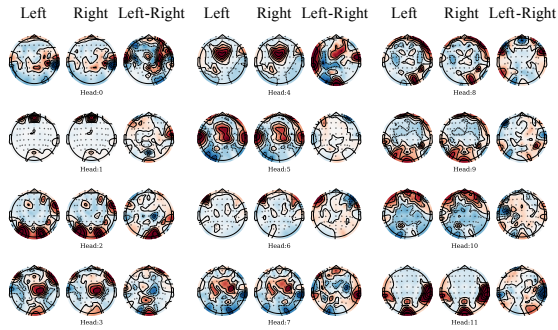 Left Right Left-Right Left Right Left-Right Left Right Left-Right
Head:0 Head:4 Head:8
Head:1 Head:5 Head:9
Head:2 Head:6 Head:10
Head:3 Head:7 Head:11